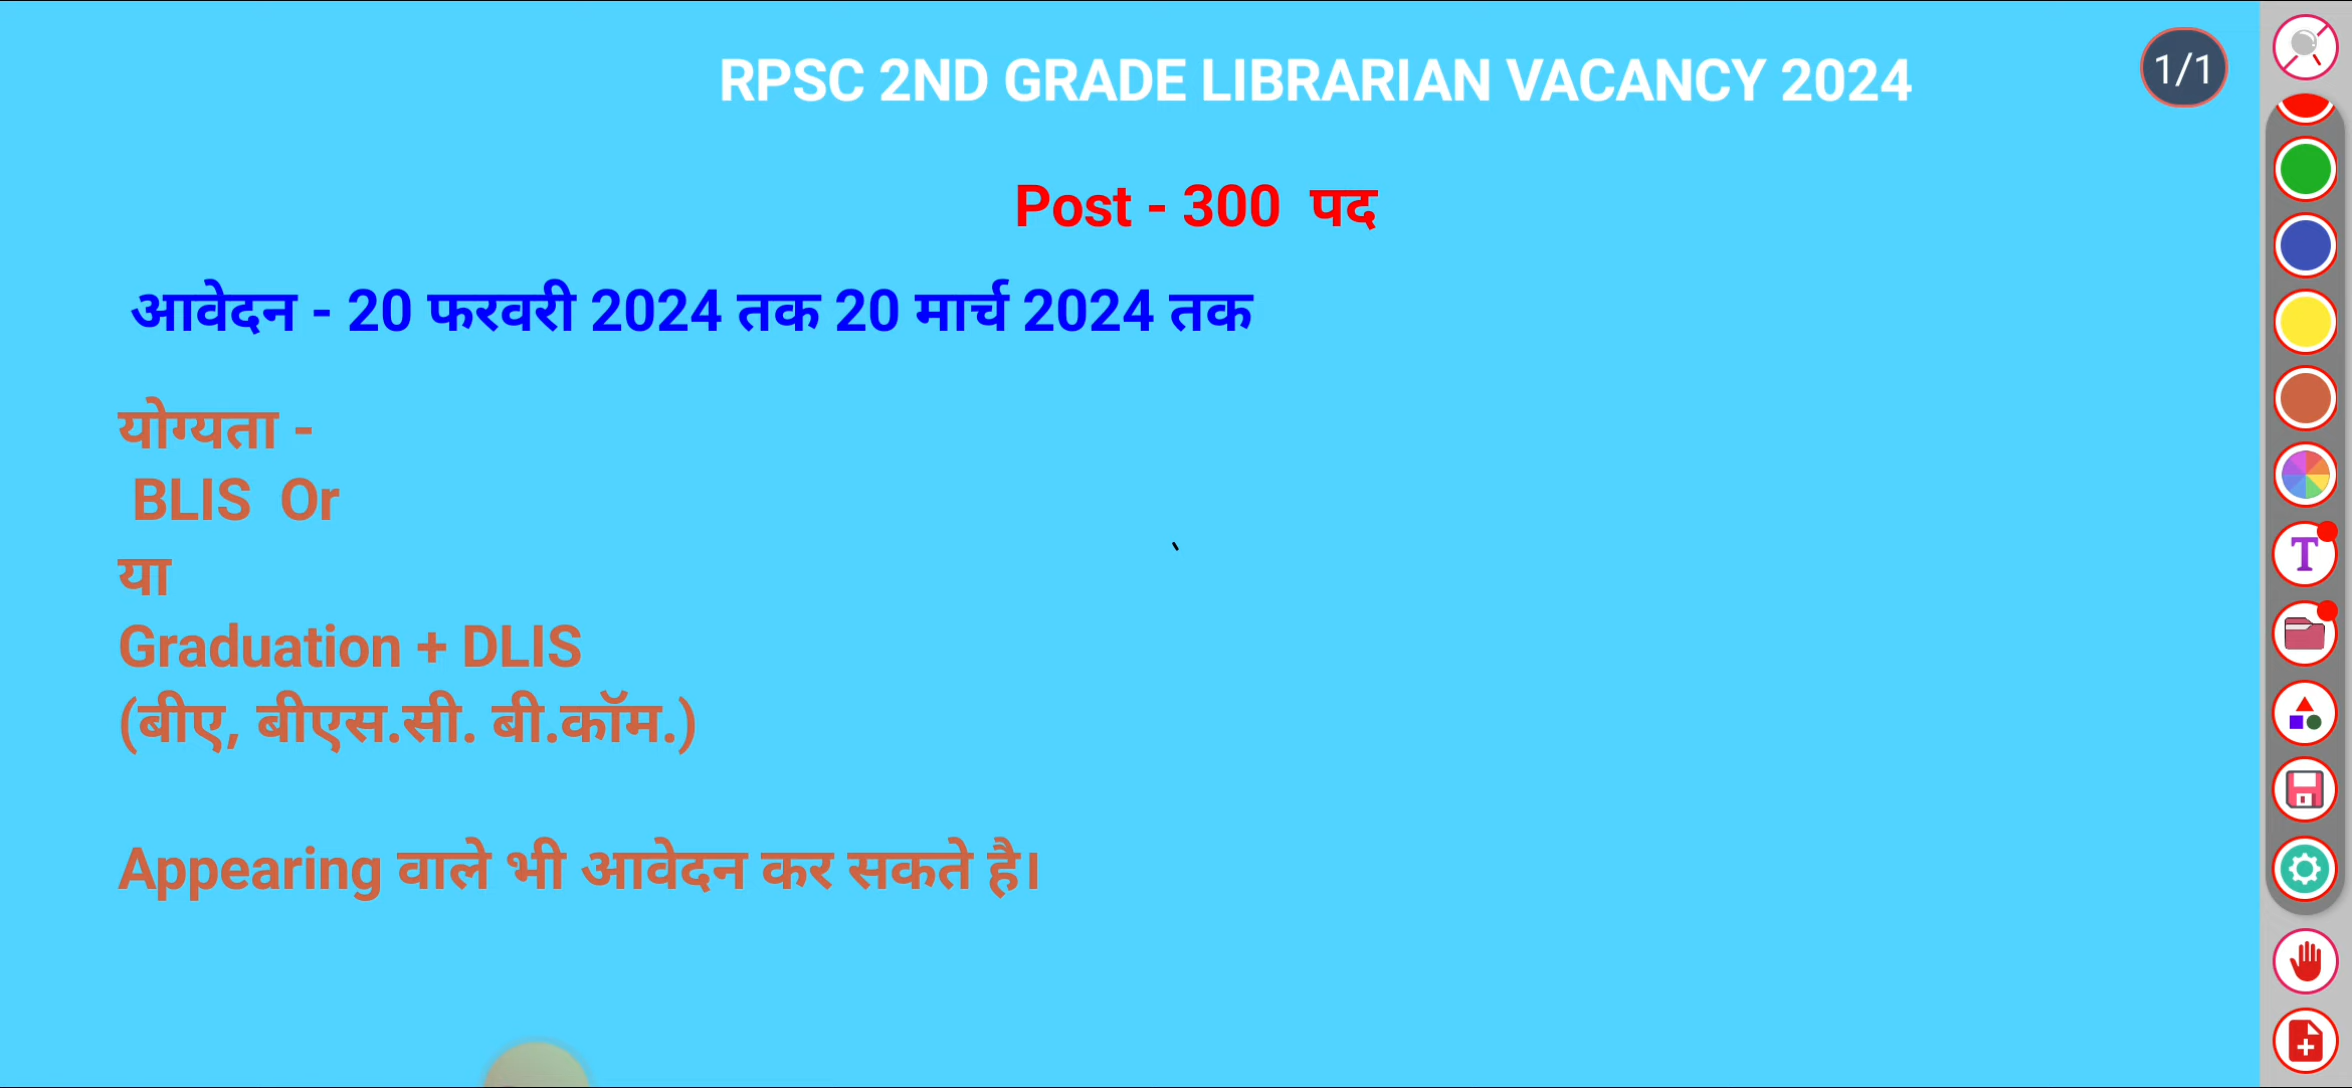 RPSC 2ND GRADE LIBRARIAN VACANCY 2024
1/1
Post - 300 पद
आवेदन - 20 फरवरी 2024 तक 20 मार्च 2024 तक
योग्यता -
BLIS Or
या
Graduation + DLIS
(बीए, बीएस.सी. बी.कॉम.)
Appearing वाले भी आवेदन कर सकते है।
T